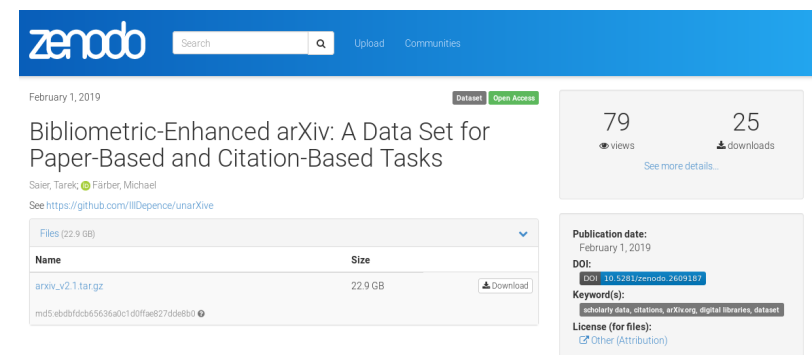 zenodo
Search
Upload
Communities
February 1, 2019
Dataset
Open Access
Bibliometric-Enhanced arXiv: A Data Set for
Paper-Based and Citation-Based Tasks
Saier, Tarek; iD Färber, Michael
See https://github.com/IllDepence/unarXive
Files (22.9 GB)
Name Size
arxiv_v2.1.tar.gz 22.9 GB Download
md5:ebdbfdcb65636a0c1d0ffae827dde8b0 ?
79 25
views downloads
See more details...
Publication date:
February 1, 2019
DOI:
DOI 10.5281/zenodo.2609187
Keyword(s):
scholarly data, citations, arXiv.org, digital libraries, dataset
License (for files):
Other (Attribution)